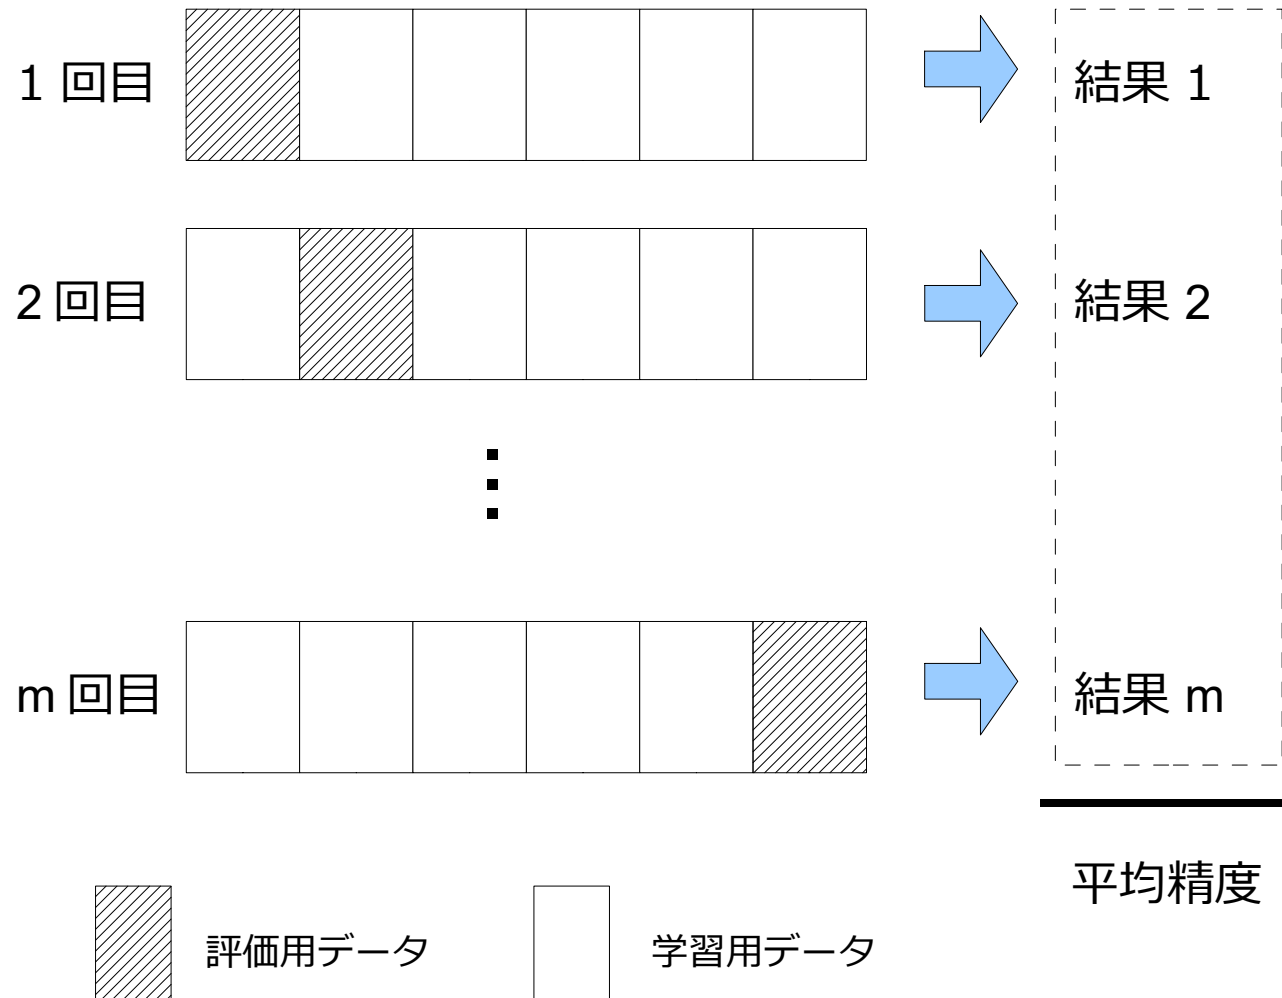 1 回目
結果 1
2 回目
結果 2
m 回目
結果 m
平均精度
評価用データ
学習用データ